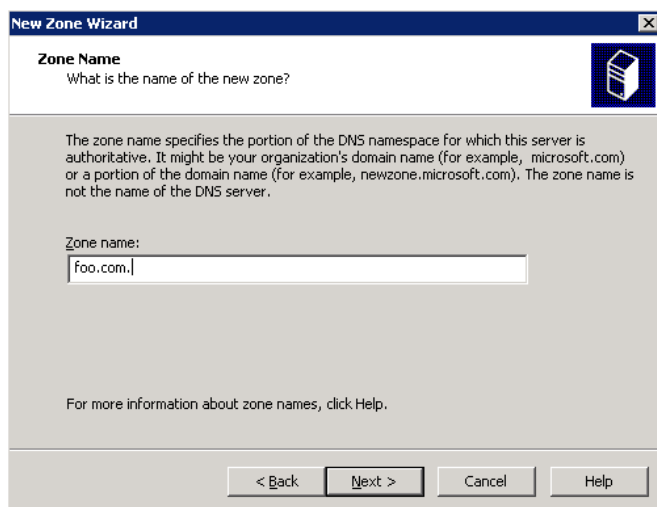 New Zone Wizard
Zone Name
What is the name of the new zone?
The zone name specifies the portion of the DNS namespace for which this server is
authoritative. It might be your organization's domain name (for example, microsoft.com)
or a portion of the domain name (for example, newzone.microsoft.com). The zone name is
not the name of the DNS server.
Zone name:
foo.com.
For more information about zone names, click Help.
< Back Next > Cancel Help